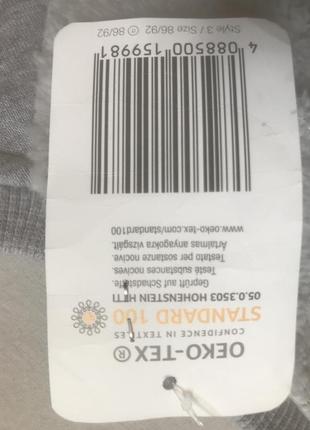 OEKO-TEX®
CONFIDENCE IN TEXTILES
STANDARD 100
05.0.3503 HOHENSTEIN HTTI
Geprüft auf Schadstoffe.
Testé substances nocives.
Testato per sostanze nocive.
Ártalmas anyagokra vizsgált.
www.oeko-tex.com/standard100
4 088500 159981
Style 3 / Size 86/92 ® 86/92